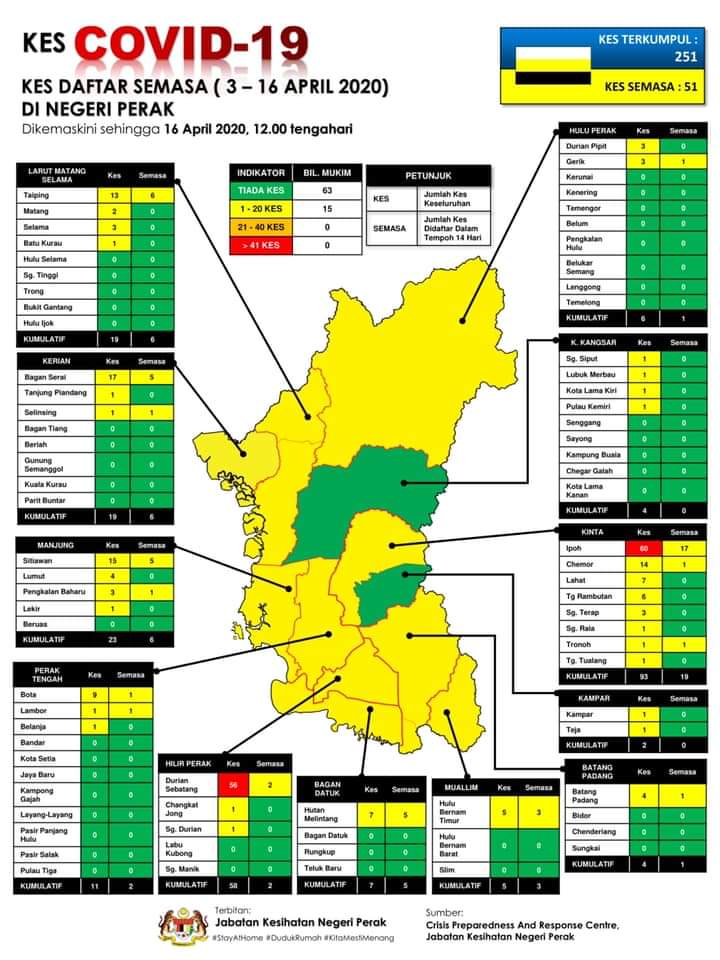 KES COVID-19
KES DAFTAR SEMASA ( 3 – 16 APRIL 2020)
DI NEGERI PERAK
Dikemaskini sehingga 16 April 2020, 12.00 tengahari
KES TERKUMPUL :
251
KES SEMASA : 51
INDIKATOR BIL. MUKIM
TIADA KES 63
1 - 20 KES 15
21 - 40 KES 0
> 41 KES 0
PETUNJUK
KES Jumlah Kes
Keseluruhan
SEMASA Jumlah Kes
Didaftar Dalam
Tempoh 14 Hari
LARUT MATANG
SELAMA Kes Semasa
Taiping 13 6
Matang 2 0
Selama 3 0
Batu Kurau 1 0
Hulu Selama 0 0
Sg. Tinggi 0 0
Trong 0 0
Bukit Gantang 0 0
Hulu Ijok 0 0
KUMULATIF 19 6
KERIAN Kes Semasa
Bagan Serai 17 5
Tanjung Piandang 1 0
Selinsing 1 1
Bagan Tiang 0 0
Beriah 0 0
Gunung
Semanggol 0 0
Kuala Kurau 0 0
Parit Buntar 0 0
KUMULATIF 19 6
MANJUNG Kes Semasa
Sitiawan 15 5
Lumut 4 0
Pengkalan Baharu 3 1
Lekir 1 0
Beruas 0 0
KUMULATIF 23 6
PERAK
TENGAH Kes Semasa
Bota 9 1
Lambor 1 1
Belanja 1 0
Bandar 0 0
Kota Setia 0 0
Jaya Baru 0 0
Kampong
Gajah 0 0
Layang-Layang 0 0
Pasir Panjang
Hulu 0 0
Pasir Salak 0 0
Pulau Tiga 0 0
KUMULATIF 11 2
HILIR PERAK Kes Semasa
Durian
Sebatang 56 2
Changkat
Jong 1 0
Sg. Durian 1 0
Labu
Kubong 0 0
Sg. Manik 0 0
KUMULATIF 58 2
BAGAN
DATUK Kes Semasa
Hutan
Melintang 7 5
Bagan Datuk 0 0
Rungkup 0 0
Teluk Baru 0 0
KUMULATIF 7 5
MUALLIM Kes Semasa
Hulu
Bernam
Timur 5 3
Hulu
Bernam
Barat 0 0
Slim 0 0
KUMULATIF 5 3
HULU PERAK Kes Semasa
Durian Pipit 3 0
Gerik 3 1
Kerunai 0 0
Kenering 0 0
Temengor 0 0
Belum 0 0
Pengkalan
Hulu 0 0
Belukar
Semang 0 0
Lenggong 0 0
Temelong 0 0
KUMULATIF 6 1
K. KANGSAR Kes Semasa
Sg. Siput 1 0
Lubuk Merbau 1 0
Kota Lama Kiri 1 0
Pulau Kemiri 1 0
Senggang 0 0
Sayong 0 0
Kampung Buaia 0 0
Chegar Galah 0 0
Kota Lama
Kanan 0 0
KUMULATIF 4 0
KINTA Kes Semasa
Ipoh 60 17
Chemor 14 1
Lahat 7 0
Tg Rambutan 6 0
Sg. Terap 3 0
Sg. Raia 1 0
Tronoh 1 1
Tg. Tualang 1 0
KUMULATIF 93 19
KAMPAR Kes Semasa
Kampar 1 0
Teja 1 0
KUMULATIF 2 0
BATANG
PADANG Kes Semasa
Batang
Padang 4 1
Bidor 0 0
Chenderiang 0 0
Sungkai 0 0
KUMULATIF 4 1
Terbitan:
Jabatan Kesihatan Negeri Perak
#StayAtHome #DudukRumah #KitaMestiMenang
Sumber:
Crisis Preparedness And Response Centre,
Jabatan Kesihatan Negeri Perak